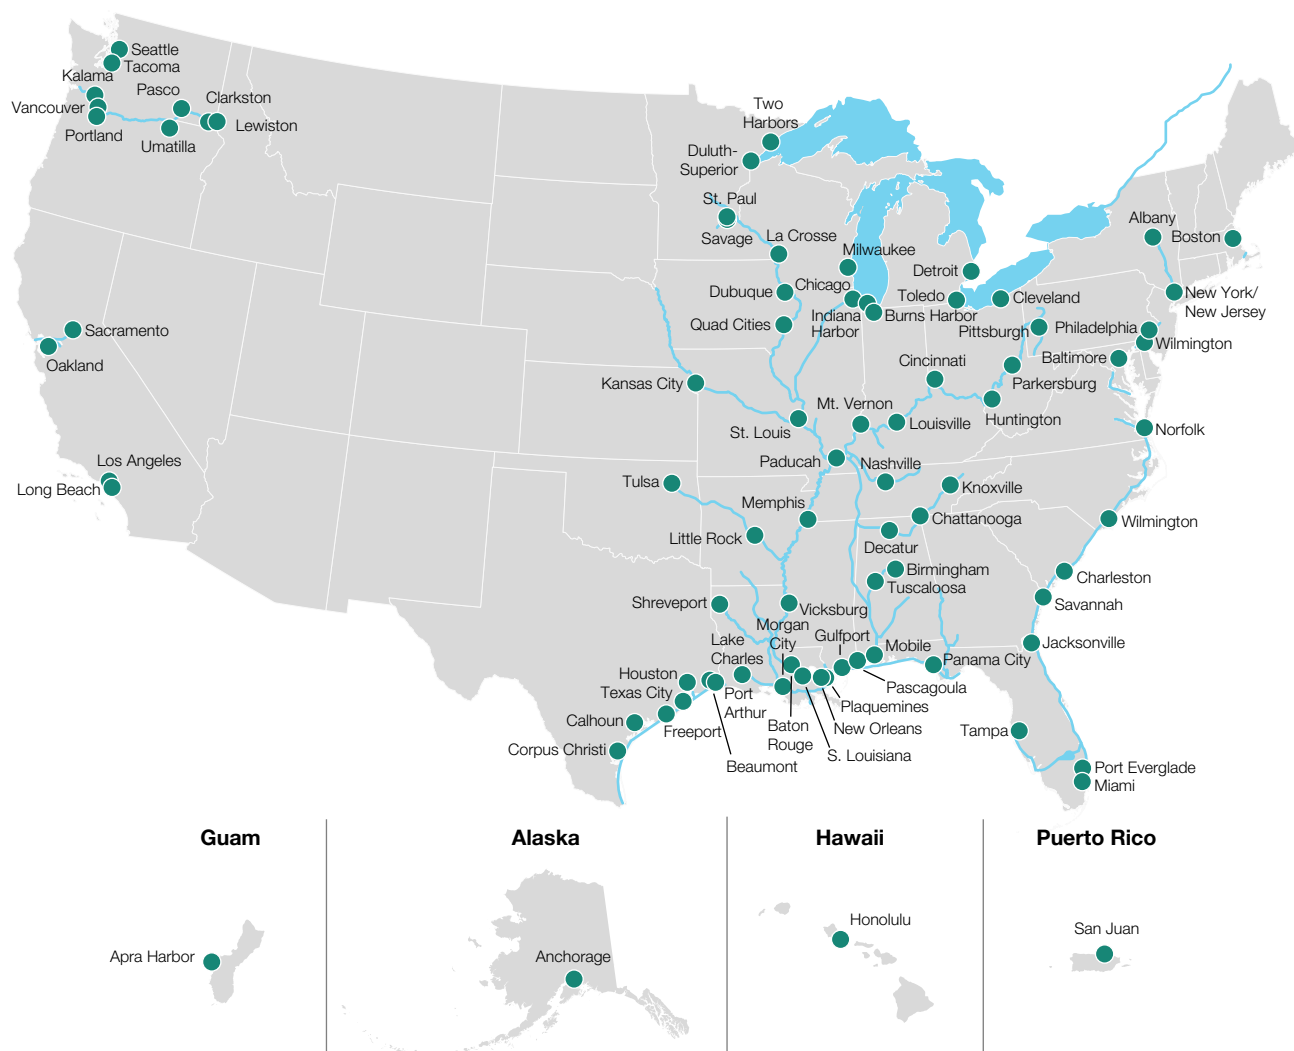 Seattle
Tacoma
Kalama
Pasco
Clarkston
Vancouver
Lewiston
Portland
Umatilla
Two
Harbors
Duluth-
Superior
St. Paul
Savage
La Crosse
Milwaukee
Albany
Boston
Detroit
Dubuque
Chicago
Toledo
Cleveland
New York/
New Jersey
Indiana
Harbor
Burns Harbor
Quad Cities
Pittsburgh
Philadelphia
Wilmington
Sacramento
Oakland
Cincinnati
Baltimore
Kansas City
Parkersburg
Mt. Vernon
Huntington
St. Louis
Louisville
Norfolk
Los Angeles
Long Beach
Paducah
Nashville
Tulsa
Knoxville
Memphis
Chattanooga
Wilmington
Little Rock
Decatur
Birmingham
Charleston
Tuscaloosa
Shreveport
Vicksburg
Savannah
Morgan
City
Gulfport
Lake
Charles
Mobile
Jacksonville
Panama City
Houston
Texas City
Port
Arthur
Pascagoula
Plaquemines
Calhoun
Freeport
Baton
Rouge
New Orleans
Tampa
Corpus Christi
S. Louisiana
Beaumont
Port Everglade
Miami
Guam
Alaska
Hawaii
Puerto Rico
Apra Harbor
Anchorage
Honolulu
San Juan